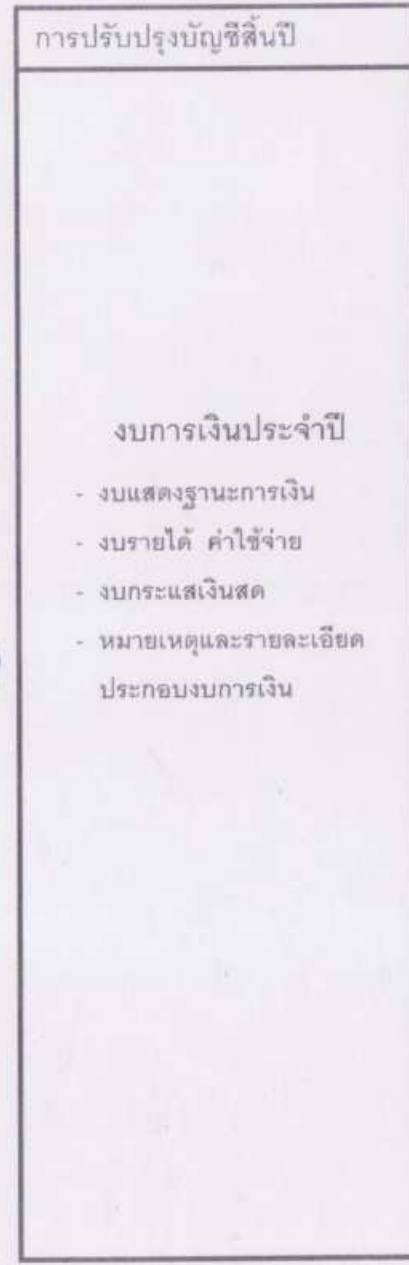 การปรับปรุงบัญชีสิ้นปี
งบการเงินประจำปี
- งบแสดงฐานะการเงิน
- งบรายได้ ค่าใช้จ่าย
- งบกระแสเงินสด
- หมายเหตุและรายละเอียด
ประกอบงบการเงิน